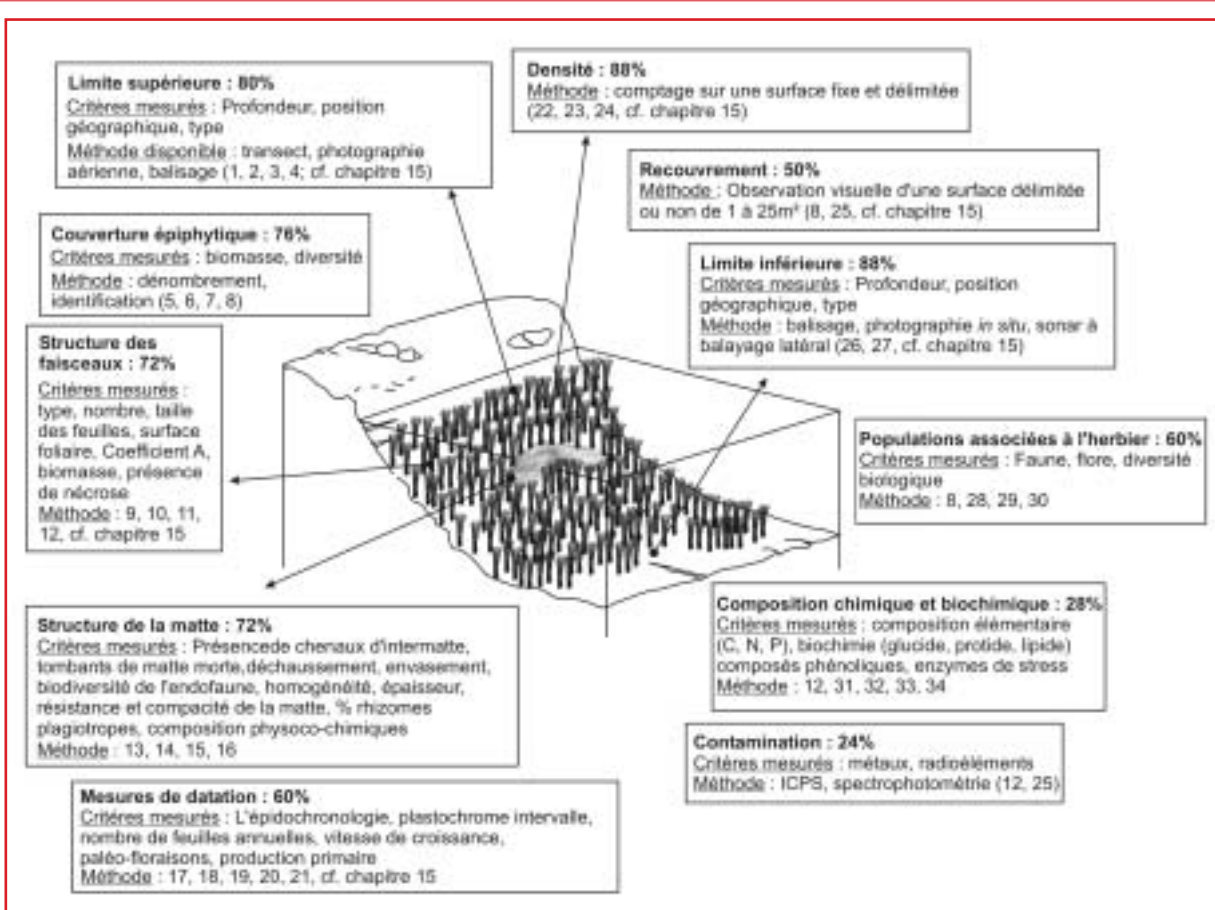 Limite supérieure : 80%
Critères mesurés : Profondeur, position
géographique, type
Méthode disponible : transect, photographie
aérienne, balisage (1, 2, 3, 4; cf. chapitre 15)
Densité : 88%
Méthode : comptage sur une surface fixe et délimitée
(22, 23, 24, cf. chapitre 15)
Recouvrement : 50%
Méthode : Observation visuelle d'une surface délimitée
ou non de 1 à 25m² (8, 25, cf. chapitre 15)
Couverture épiphytique : 76%
Critères mesurés : biomasse, diversité
Méthode : dénombrement,
identification (5, 6, 7, 8)
Limite inférieure : 88%
Critères mesurés : Profondeur, position
géographique, type
Méthode : balisage, photographie in situ, sonar à
balayage latéral (26, 27, cf. chapitre 15)
Structure des
faisceaux : 72%
Critères mesurés :
type, nombre, taille
des feuilles, surface
foliaire, Coefficient A,
biomasse, présence
de nécrose
Méthode : 9, 10, 11,
12, cf. chapitre 15
Populations associées à l'herbier : 60%
Critères mesurés : Faune, flore, diversité
biologique
Méthode : 8, 28, 29, 30
Structure de la matte : 72%
Critères mesurés : Présencede chenaux d'intermatte,
tombants de matte morte,déchaussement, envasement,
biodiversité de l'endofaune, homogénéité, épaisseur,
résistance et compacité de la matte, % rhizomes
plagiotropes, composition physoco-chimiques
Méthode : 13, 14, 15, 16
Composition chimique et biochimique : 28%
Critères mesurés : composition élémentaire
(C, N, P), biochimie (glucide, protide, lipide)
composés phénoliques, enzymes de stress
Méthode : 12, 31, 32, 33, 34
Contamination : 24%
Critères mesurés : métaux, radioéléments
Méthode : ICPS, spectrophotométrie (12, 25)
Mesures de datation : 60%
Critères mesurés : L'épidochronologie, plastochrome intervalle,
nombre de feuilles annuelles, vitesse de croissance,
paléo-floraisons, production primaire
Méthode : 17, 18, 19, 20, 21, cf. chapitre 15